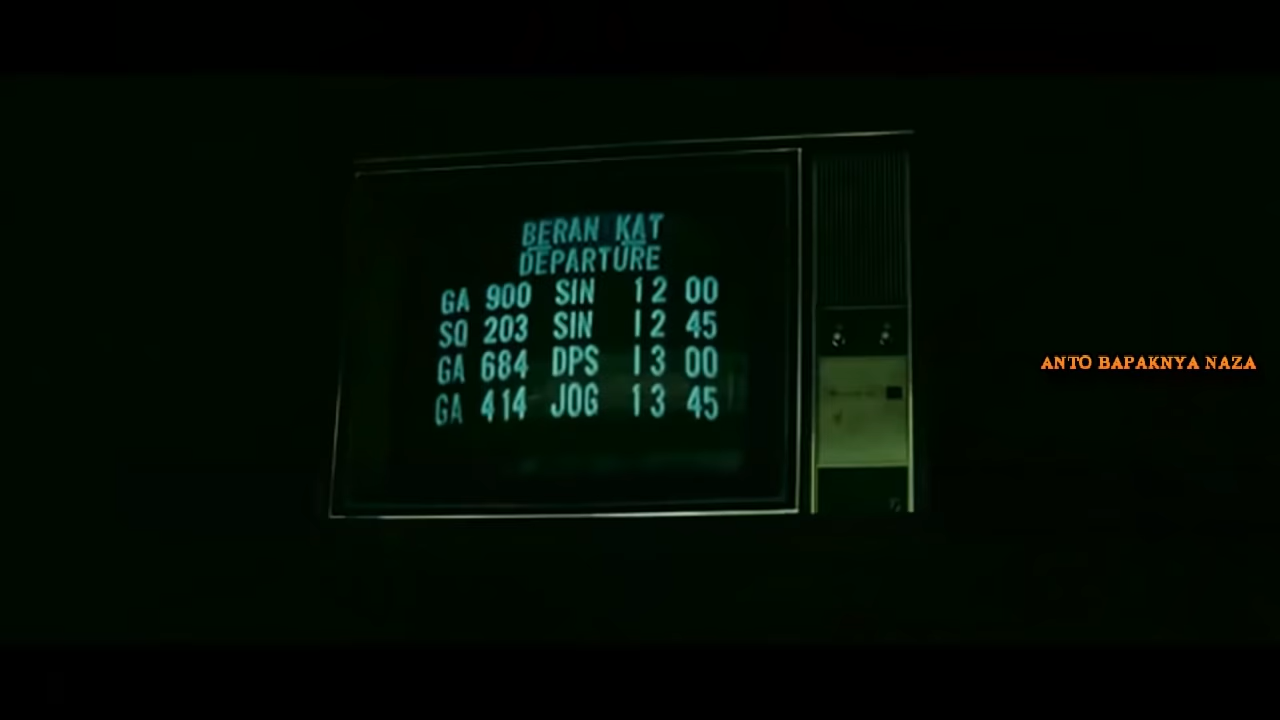 BERAN KAT
DEPARTURE
GA 900 SIN 12 00
SQ 203 SIN 12 45
GA 684 DPS 13 00
GA 414 JOG 13 45
ANTO BAPAKNYA NAZA